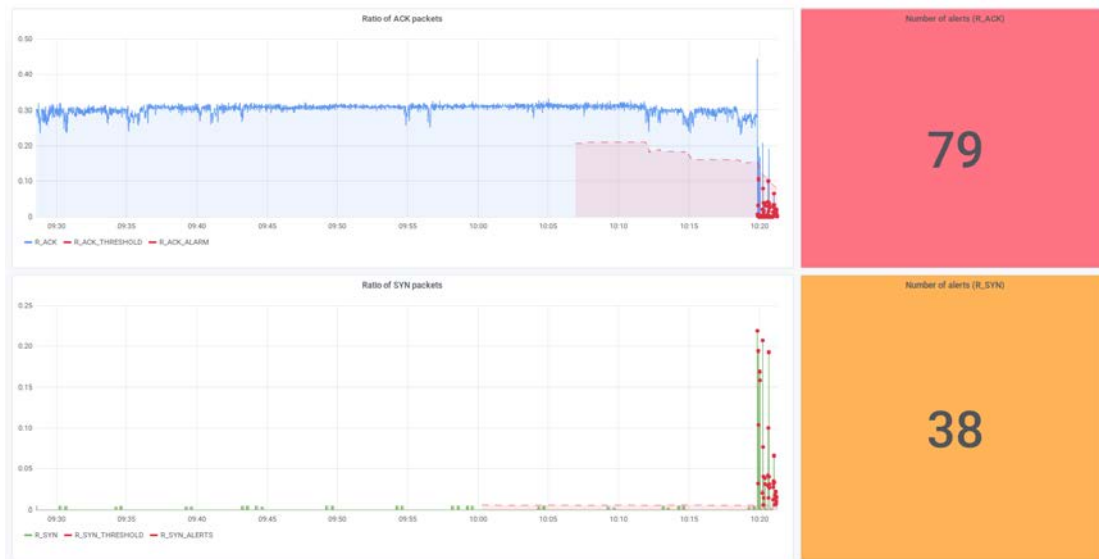 Ratio of ACK packets
0.50
0.40
0.30
0.20
0.10
0
09:30 09:35 09:40 09:45 09:50 09:55 10:00 10:05 10:10 10:15 10:20
R_ACK R_ACK_THRESHOLD R_ACK_ALARM
Number of alerts (R_ACK)
79
Ratio of SYN packets
0.25
0.20
0.15
0.10
0.05
0
09:30 09:35 09:40 09:45 09:50 09:55 10:00 10:05 10:10 10:15 10:20
R_SYN R_SYN_THRESHOLD R_SYN_ALERTS
Number of alerts (R_SYN)
38